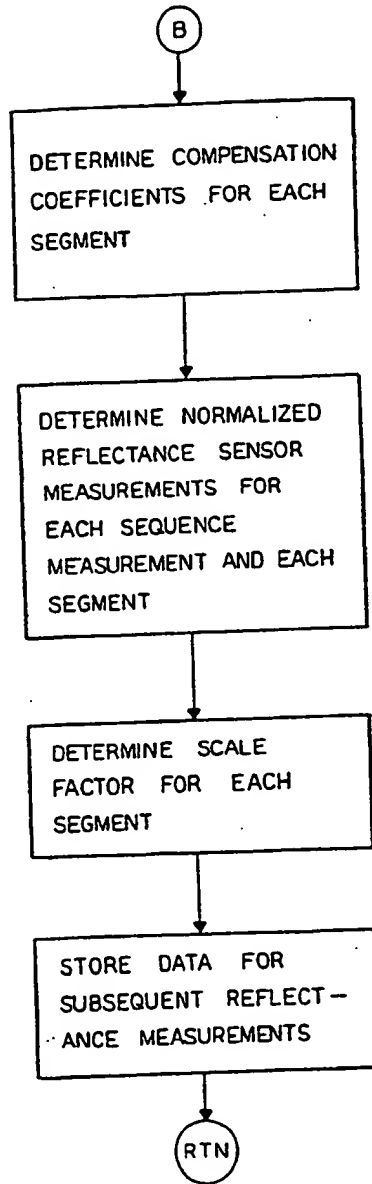 B
DETERMINE COMPENSATION
COEFFICIENTS FOR EACH
SEGMENT
DETERMINE NORMALIZED
REFLECTANCE SENSOR
MEASUREMENTS FOR
EACH SEQUENCE
MEASUREMENT AND EACH
SEGMENT
DETERMINE SCALE
FACTOR FOR EACH
SEGMENT
STORE DATA FOR
SUBSEQUENT REFLECT-
ANCE MEASUREMENTS
RTN